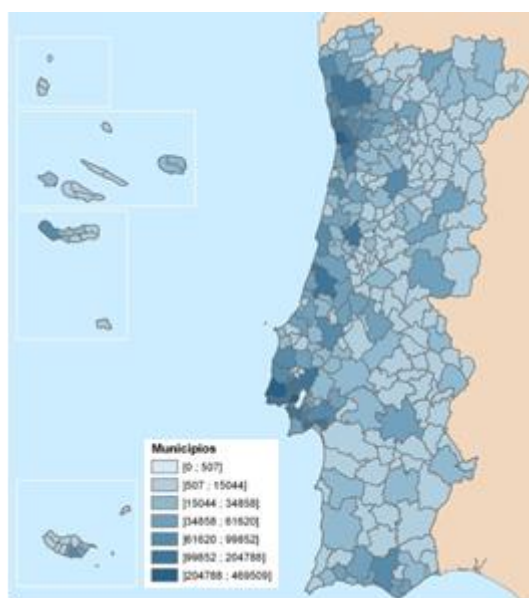 Municipios
[0 ; 507]
]507 ; 15044]
]15044 ; 34858]
]34858 ; 61620]
]61620 ; 99852]
]99852 ; 204788]
]204788 ; 469509]